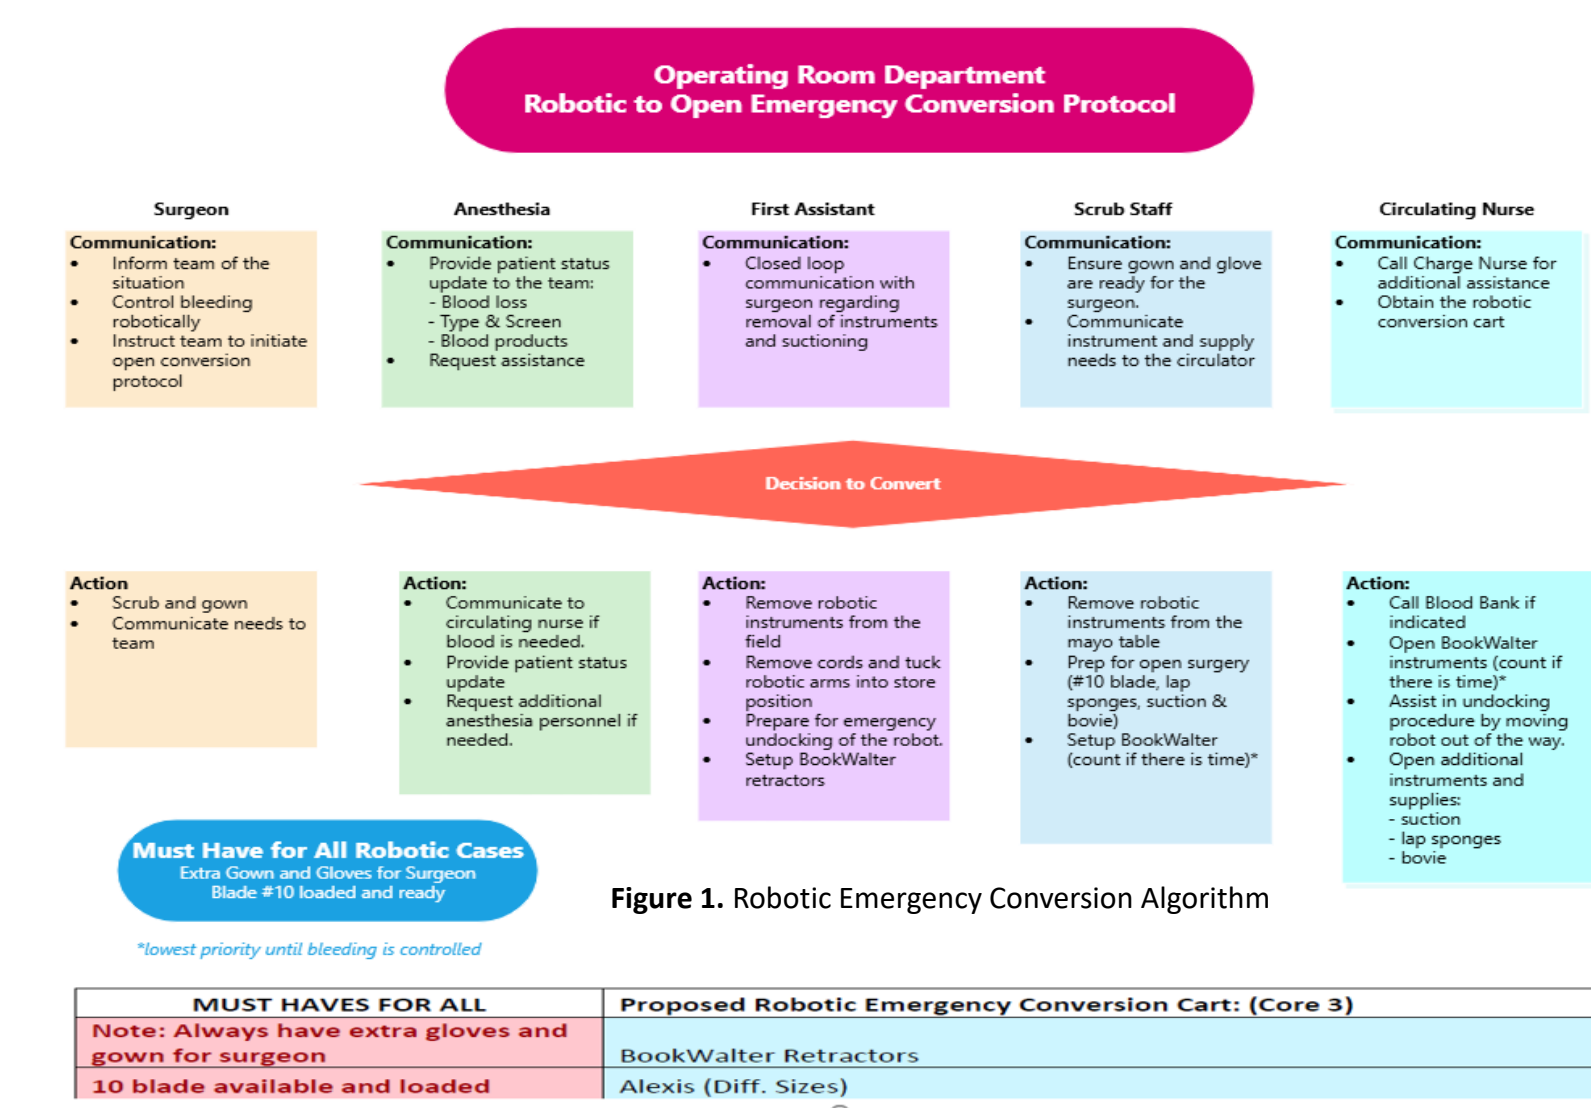 Operating Room Department
Robotic to Open Emergency Conversion Protocol
Surgeon
Communication:
• Inform team of the
situation
• Control bleeding
robotically
• Instruct team to initiate
open conversion
protocol
Anesthesia
Communication:
• Provide patient status
update to the team:
- Blood loss
- Type & Screen
- Blood products
• Request assistance
First Assistant
Communication:
• Closed loop
communication with
surgeon regarding
removal of instruments
and suctioning
Scrub Staff
Communication:
• Ensure gown and glove
are ready for the
surgeon.
• Communicate
instrument and supply
needs to the circulator
Circulating Nurse
Communication:
• Call Charge Nurse for
additional assistance
• Obtain the robotic
conversion cart
Decision to Convert
Action
• Scrub and gown
• Communicate needs to
team
Action:
• Communicate to
circulating nurse if
blood is needed.
• Provide patient status
update
• Request additional
anesthesia personnel if
needed.
Action:
• Remove robotic
instruments from the
field
• Remove cords and tuck
robotic arms into store
position
• Prepare for emergency
undocking of the robot.
• Setup BookWalter
retractors
Action:
• Remove robotic
instruments from the
mayo table
• Prep for open surgery
(#10 blade, lap
sponges, suction &
bovie)
• Setup BookWalter
(count if there is time)*
Action:
• Call Blood Bank if
indicated
• Open BookWalter
instruments (count if
there is time)*
• Assist in undocking
procedure by moving
robot out of the way.
• Open additional
instruments and
supplies:
- suction
- lap sponges
- bovie
Must Have for All Robotic Cases
Extra Gown and Gloves for Surgeon
Blade #10 loaded and ready
*lowest priority until bleeding is controlled
Figure 1. Robotic Emergency Conversion Algorithm
MUST HAVES FOR ALL
Proposed Robotic Emergency Conversion Cart: (Core 3)
Note: Always have extra gloves and
gown for surgeon
BookWalter Retractors
10 blade available and loaded
Alexis (Diff. Sizes)